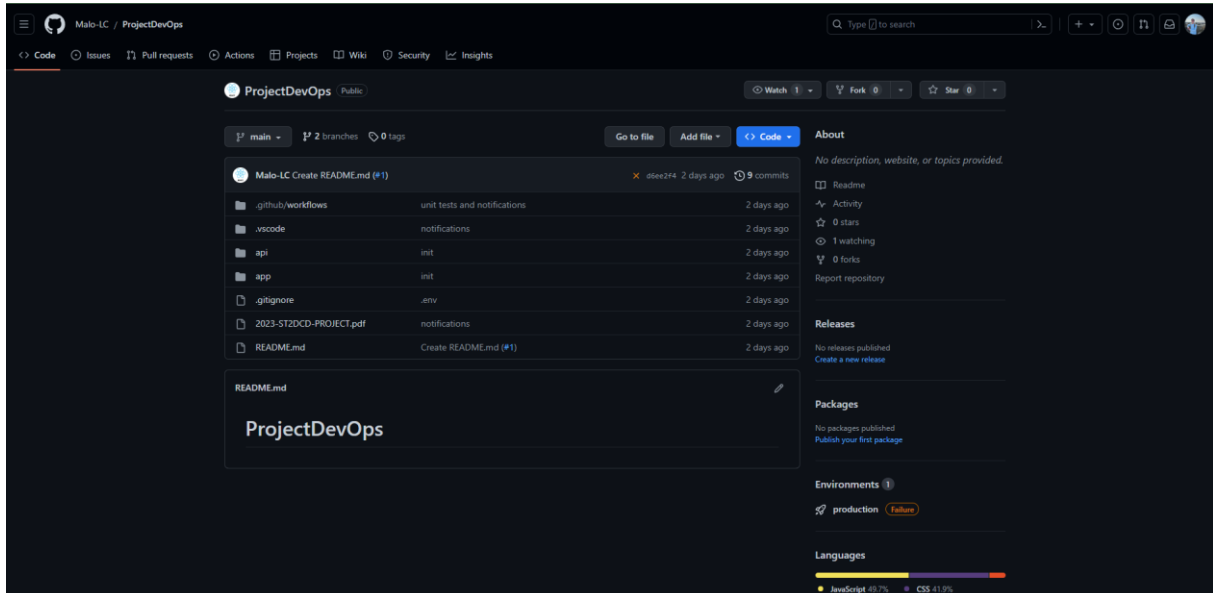 Malo-LC / ProjectDevOps
Type / to search
Code Issues Pull requests Actions Projects Wiki Security Insights
ProjectDevOps Public
Watch 1 Fork 0 Star 0
main 2 branches 0 tags
Go to file Add file Code
Malo-LC Create README.md (#1) d6ee2f4 2 days ago 9 commits
.github/workflows unit tests and notifications 2 days ago
.vscode notifications 2 days ago
api init 2 days ago
app init 2 days ago
.gitignore .env 2 days ago
2023-ST2DCD-PROJECT.pdf notifications 2 days ago
README.md Create README.md (#1) 2 days ago
README.md
ProjectDevOps
About
No description, website, or topics provided.
Readme
Activity
0 stars
1 watching
0 forks
Report repository
Releases
No releases published
Create a new release
Packages
No packages published
Publish your first package
Environments 1
production Failure
Languages
JavaScript 49.7% CSS 41.9%